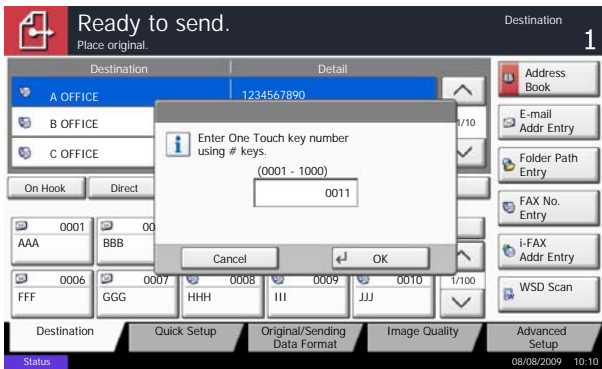 Ready to send.
Place original.
Destination
1
Destination Detail
A OFFICE 1234567890
B OFFICE
C OFFICE
1/10
Enter One Touch key number
using # keys.
(0001 - 1000)
0011
Cancel
OK
On Hook
Direct
0001
AAA
00
BBB
0006
FFF
0007
GGG
0008
HHH
0009
III
0010
JJJ
1/100
Address
Book
E-mail
Addr Entry
Folder Path
Entry
FAX No.
Entry
i-FAX
Addr Entry
WSD Scan
Destination
Quick Setup
Original/Sending
Data Format
Image Quality
Advanced
Setup
Status
08/08/2009 10:10